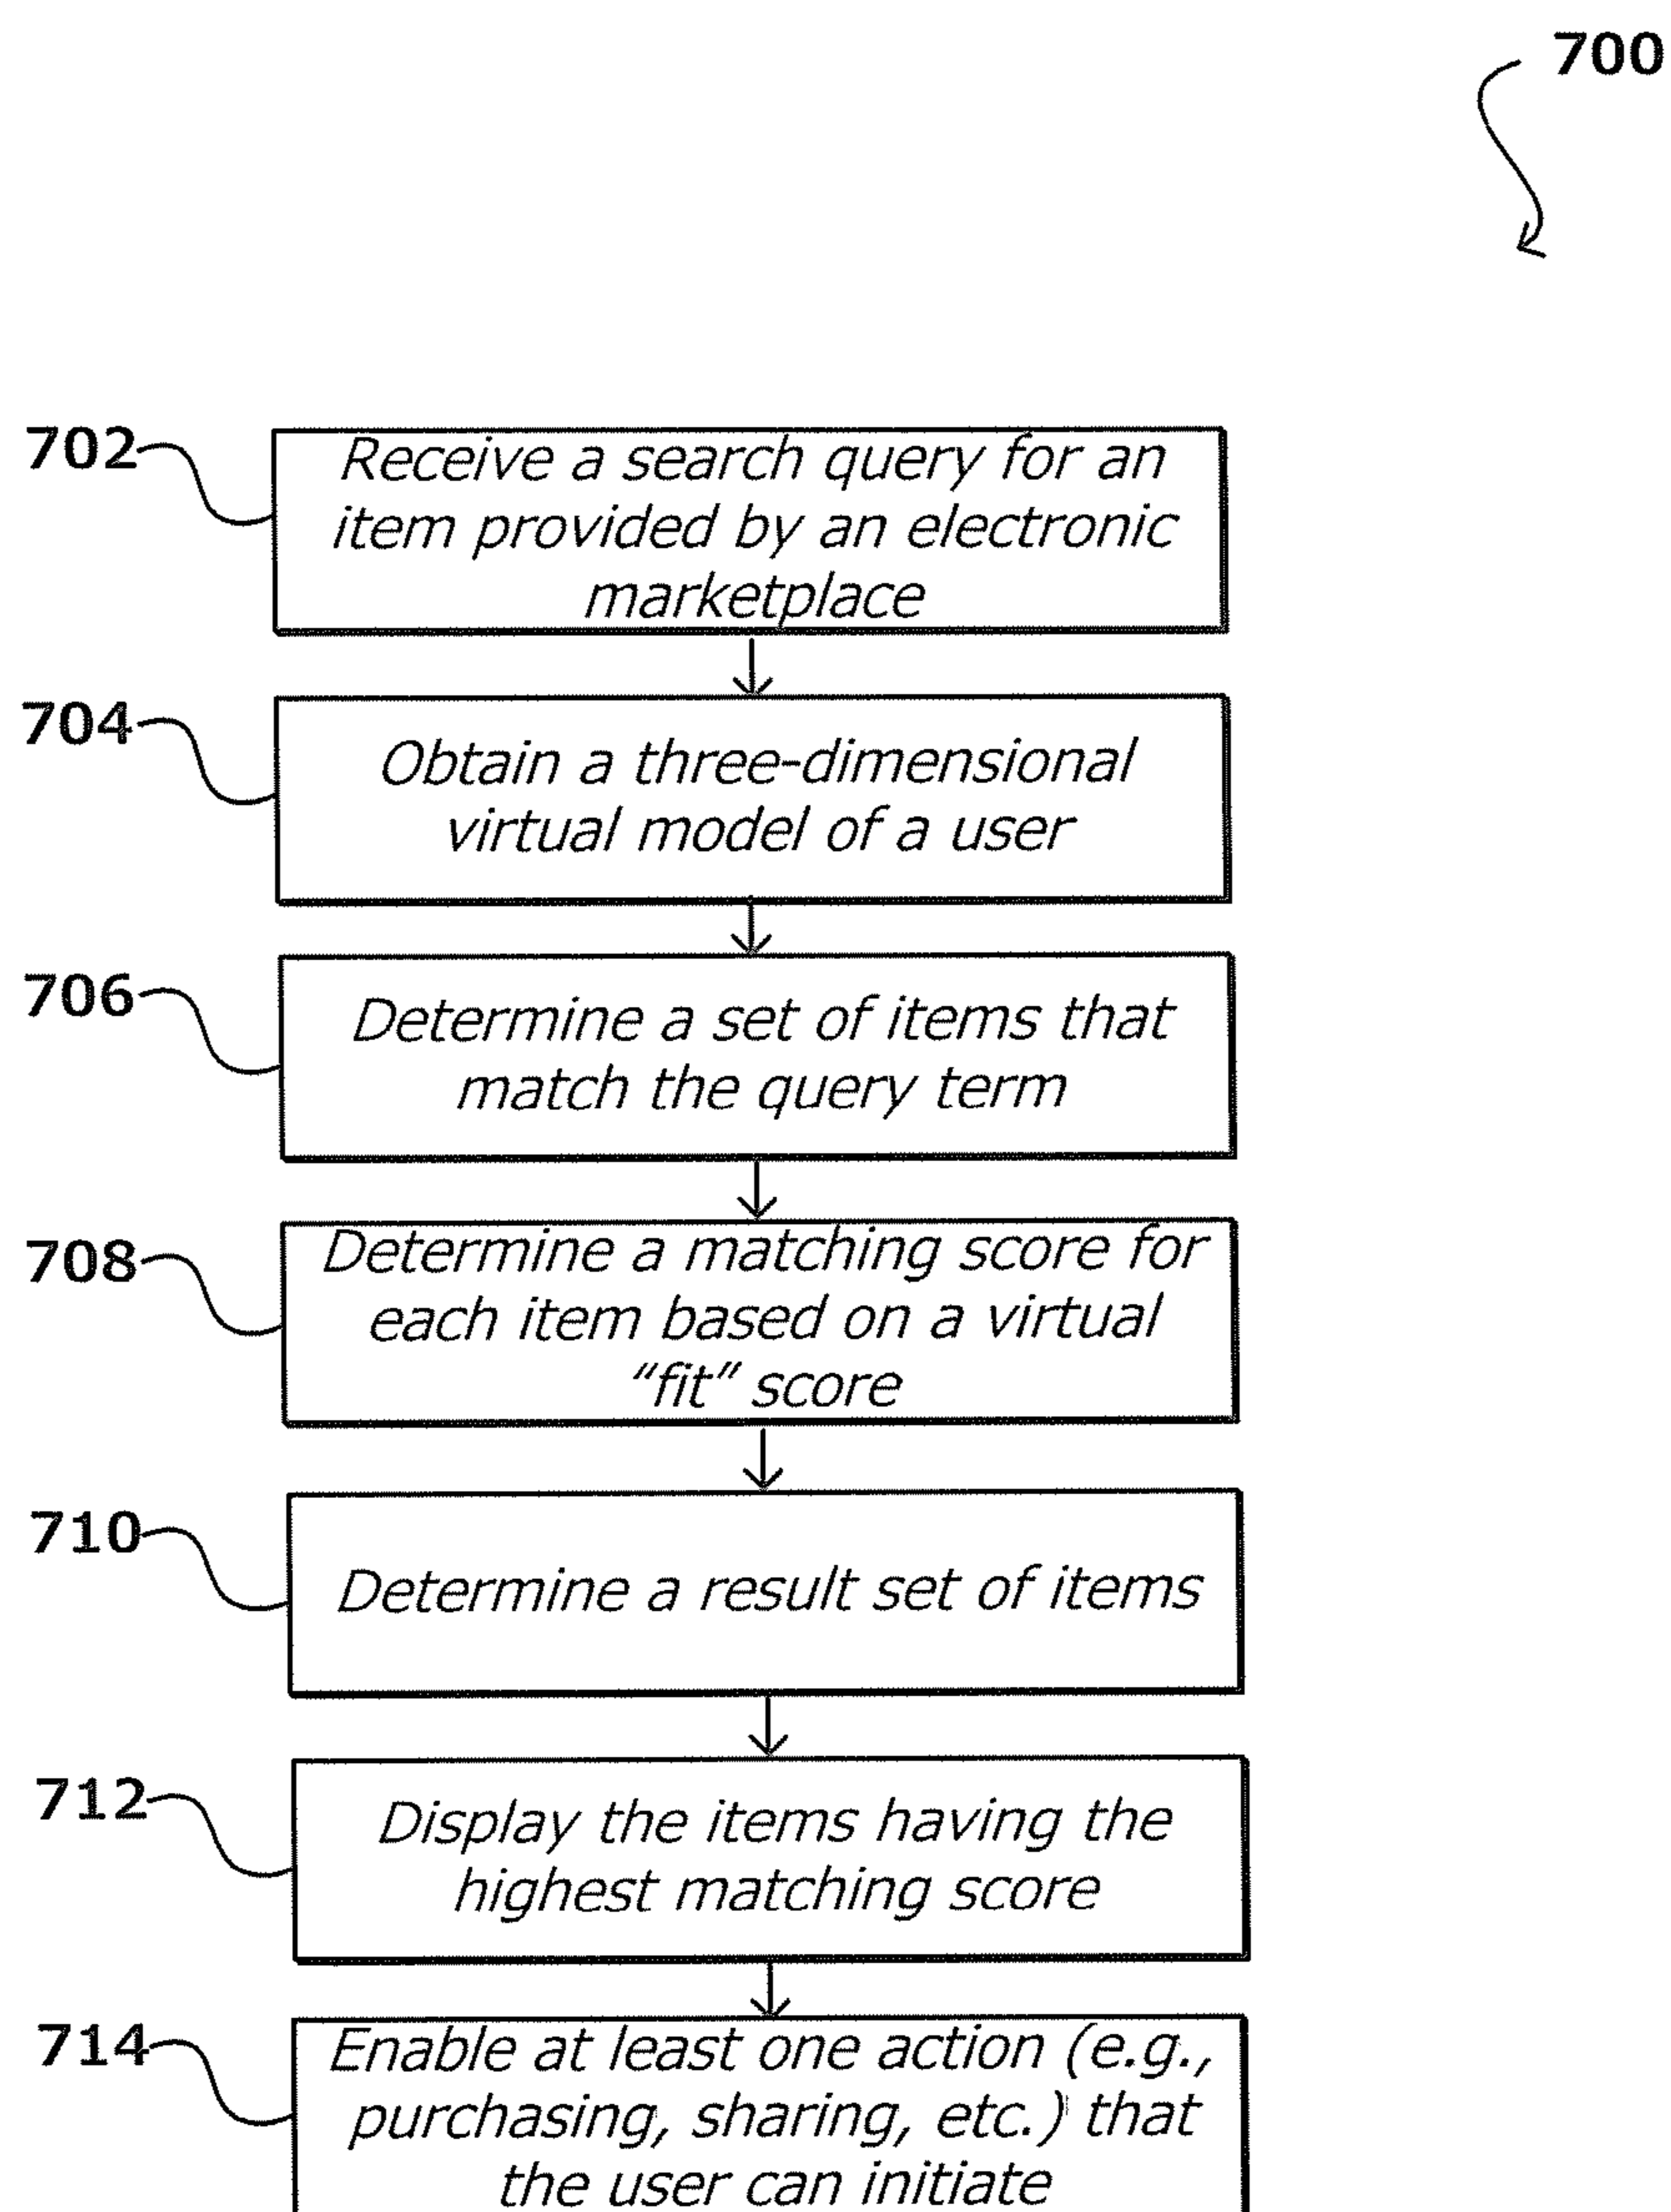 700
702
Receive a search query for an
item provided by an electronic
marketplace
704
Obtain a three-dimensional
virtual model of a user
706
Determine a set of items that
match the query term
708
Determine a matching score for
each item based on a virtual
“fit” score
710
Determine a result set of items
712
Display the items having the
highest matching score
714
Enable at least one action (e.g.,
purchasing, sharing, etc.) that
the user can initiate